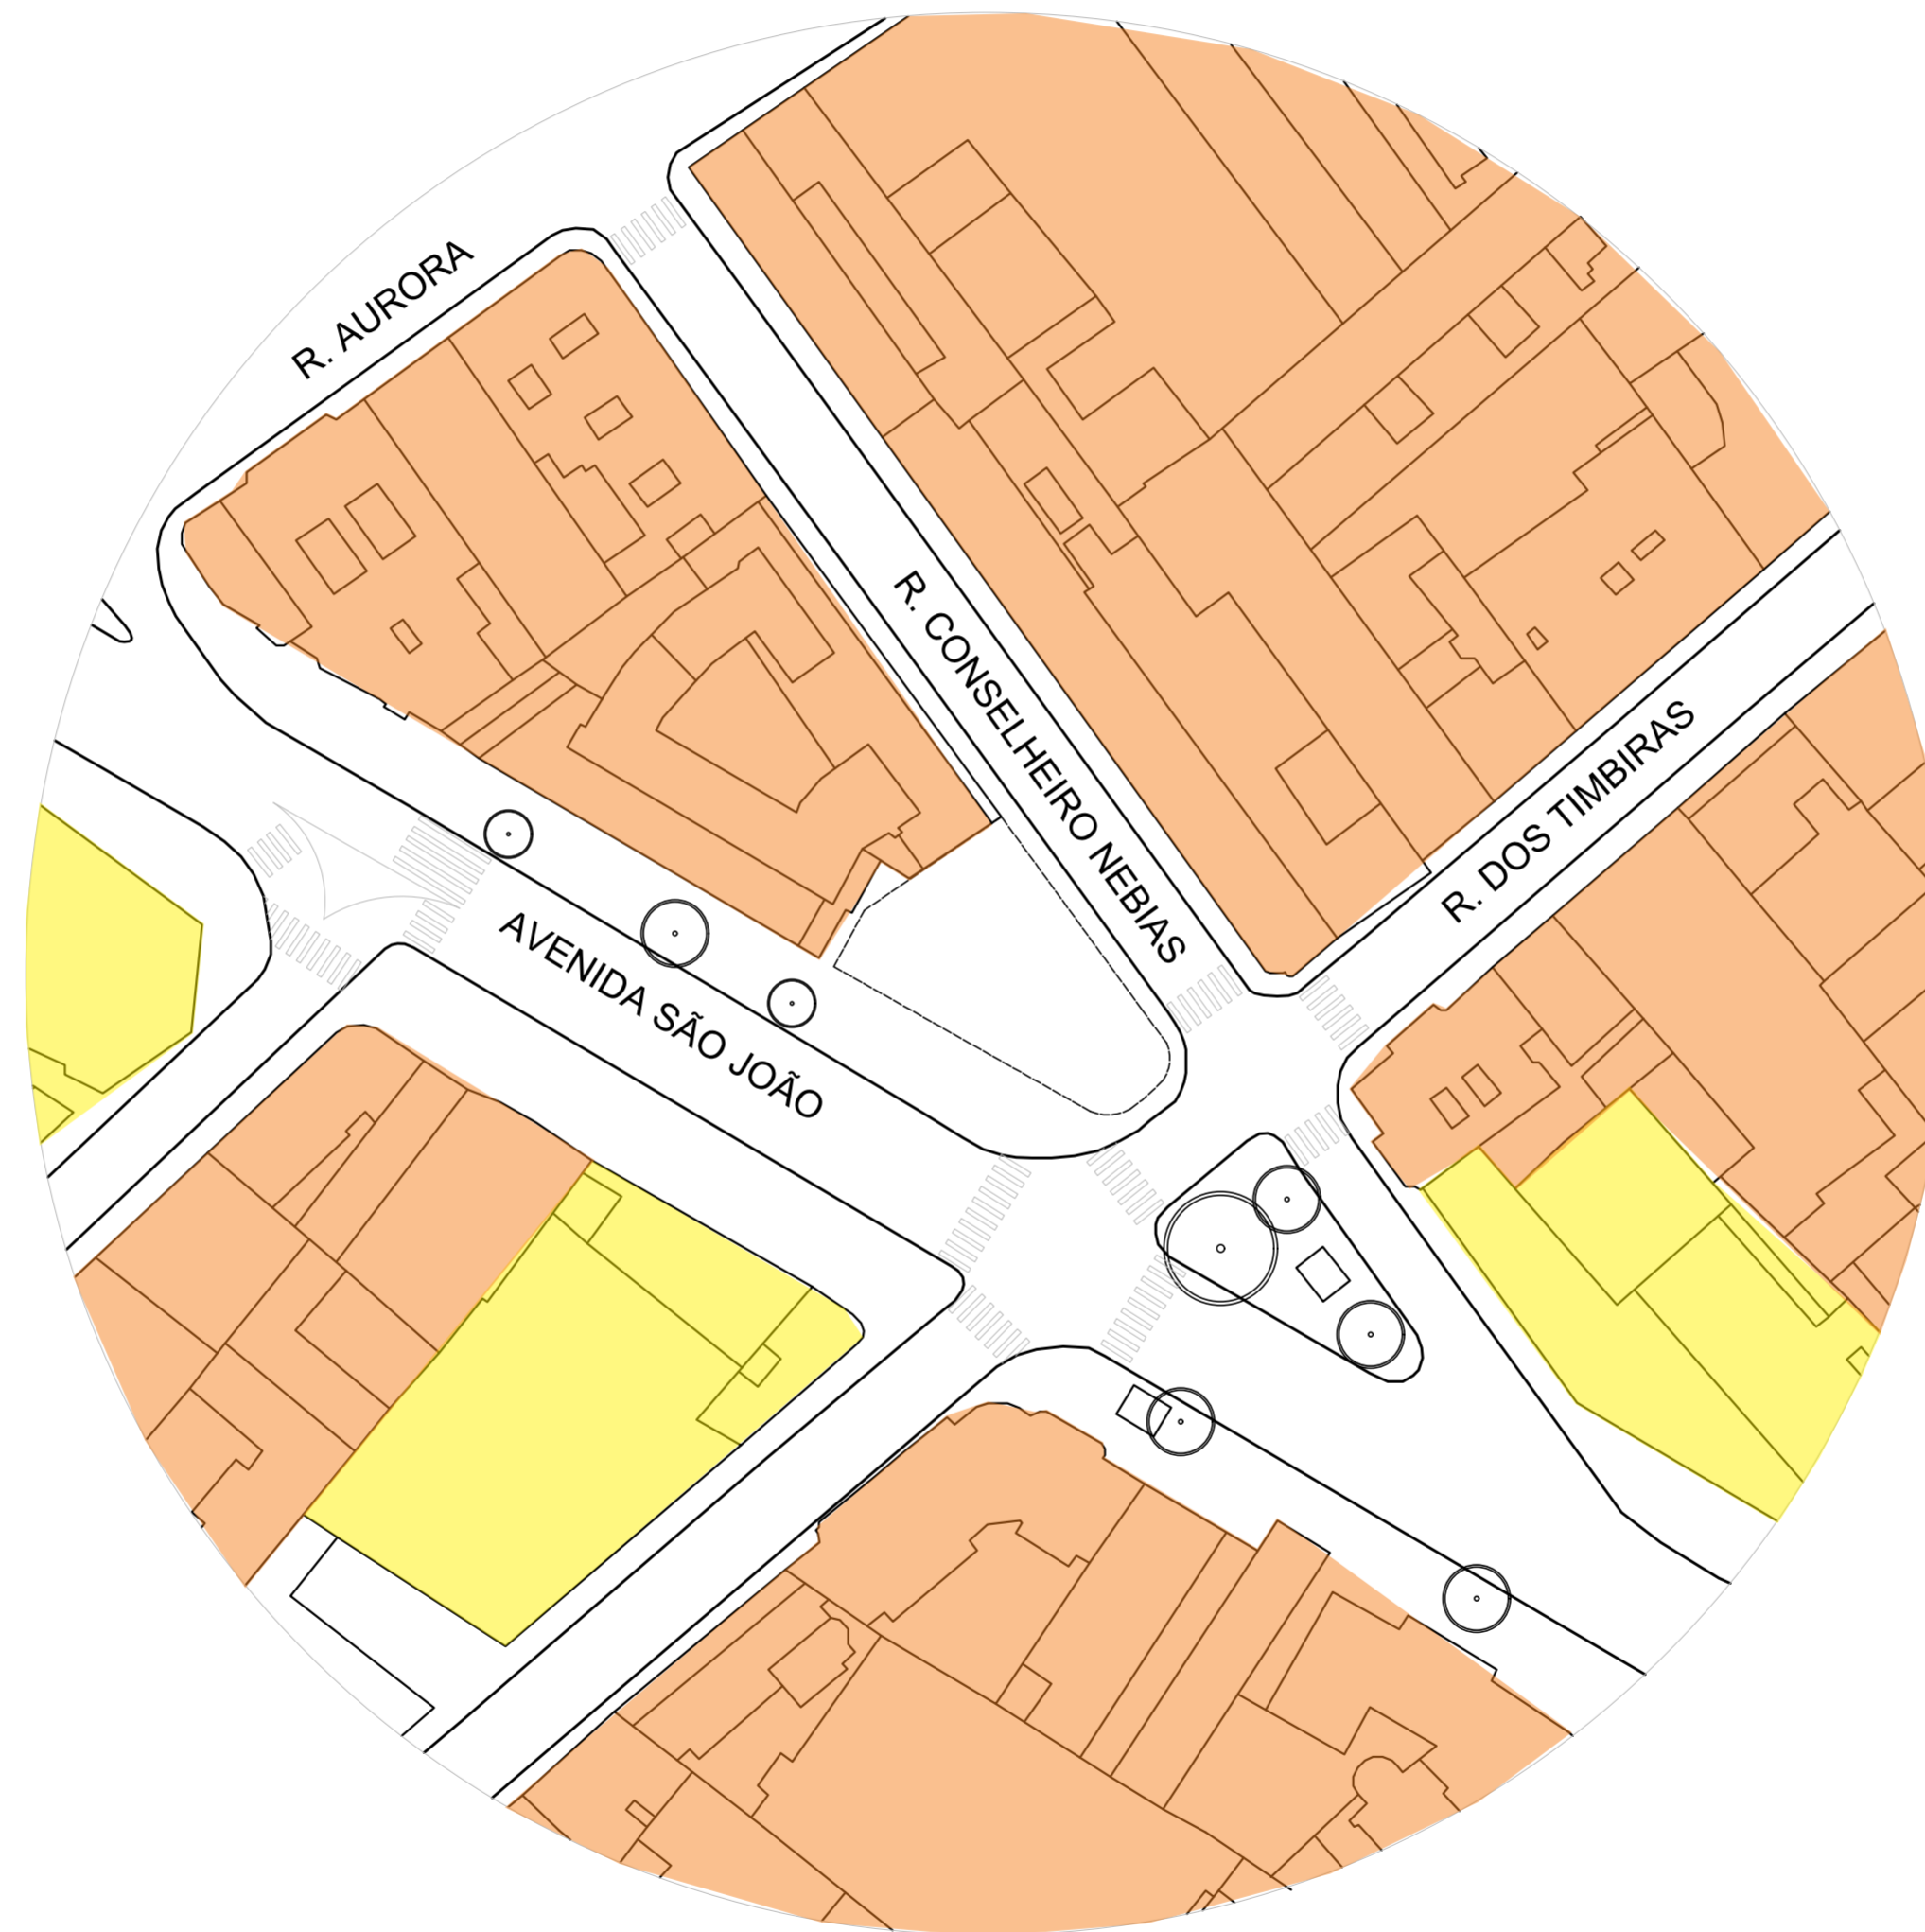 R. AURORA
R. CONSELHEIRO NEBIAS
R. DOS TIMBIRAS
AVENIDA SÃO JOÃO